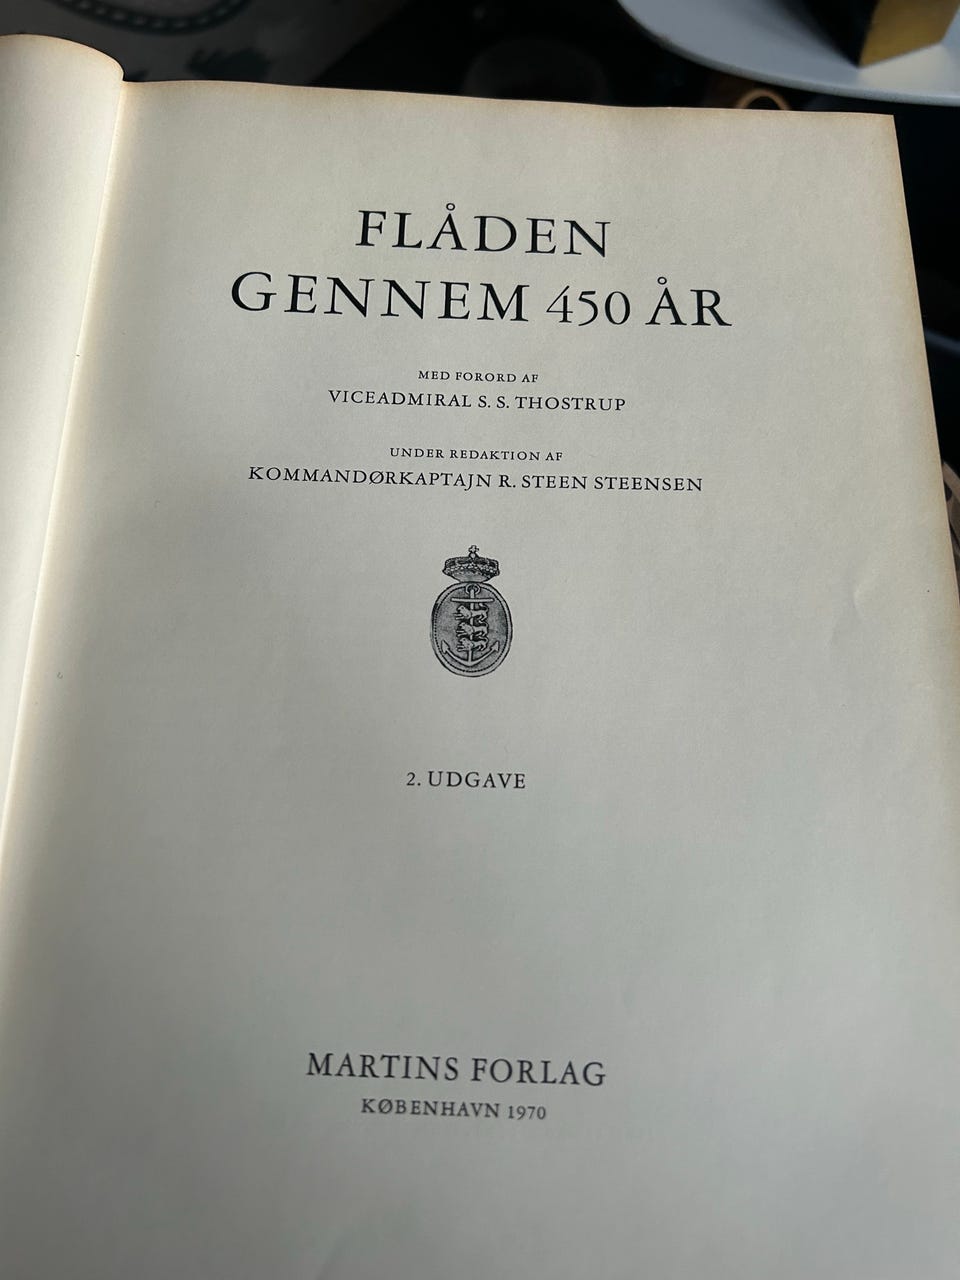 FLÅDEN
GENNEM 450 ÅR
MED FORORD AF
VICEADMIRAL S. S. THOSTRUP
UNDER REDAKTION AF
KOMMANDØRKAPTAJN R. STEEN STEENSEN
2. UDGAVE
MARTINS FORLAG
KØBENHAVN 1970